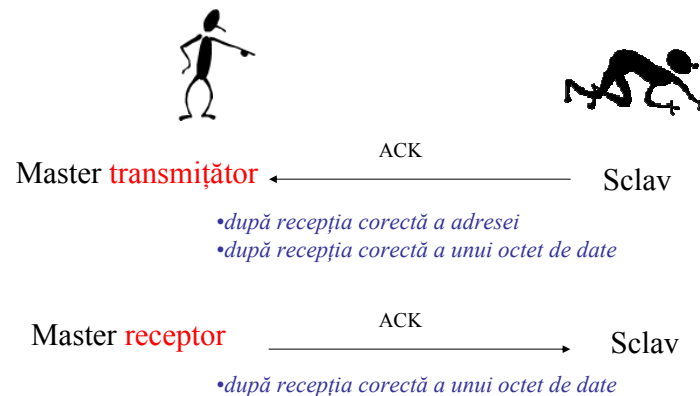 ACK
Master transmițător
Sclav
•după recepția corectă a adresei
•după recepția corectă a unui octet de date
ACK
Master receptor
Sclav
•după recepția corectă a unui octet de date